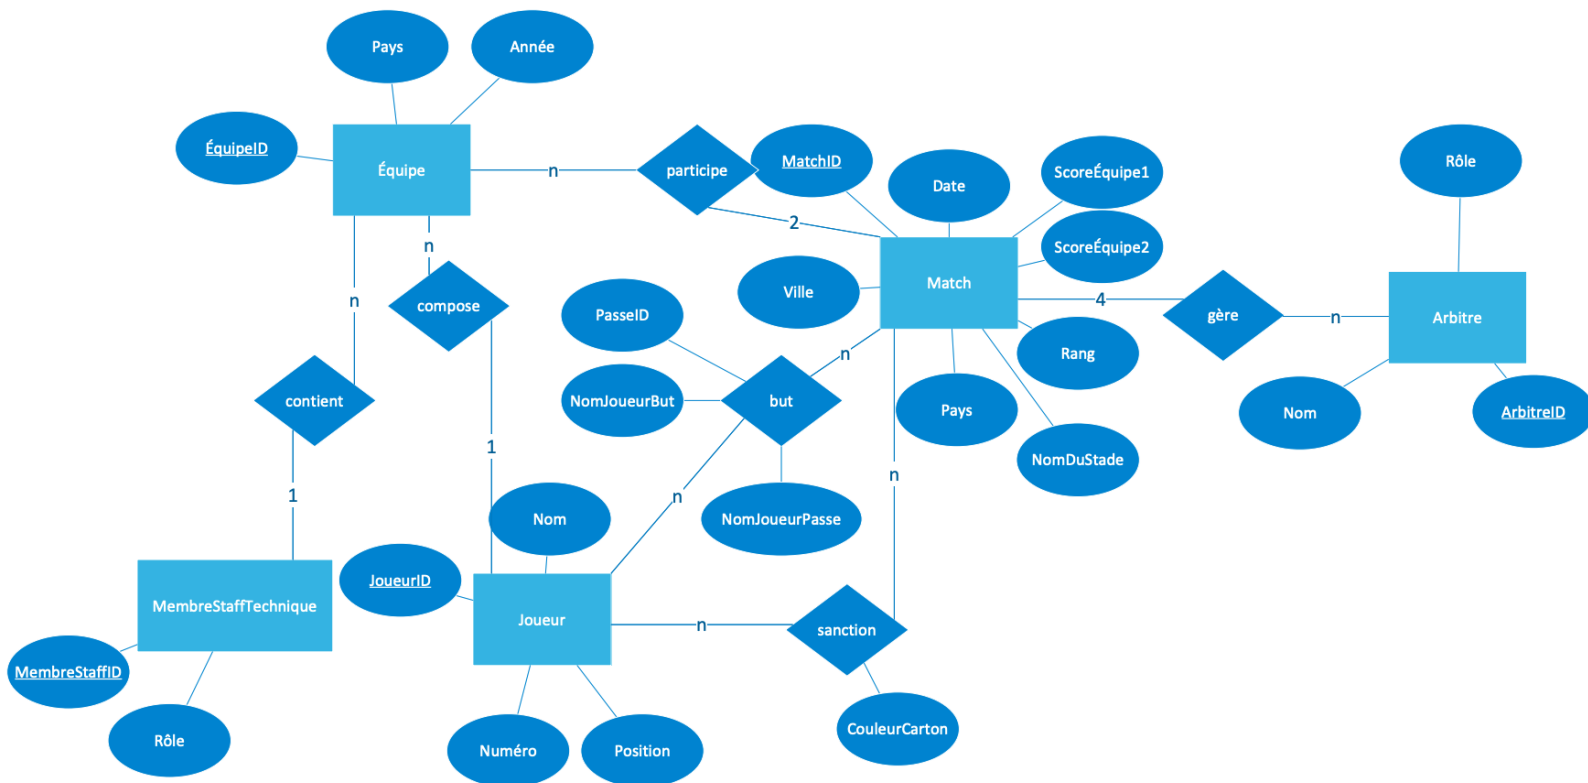 Pays
Année
ÉquipeID
Équipe
n
participe
MatchID
Date
ScoreÉquipe1
Rôle
2
n
n
compose
ScoreÉquipe2
Ville
Match
4
gère
n
Arbitre
n
PasseID
n
Rang
contient
NomJoueurBut
but
Pays
Nom
ArbitreID
1
NomDuStade
n
n
1
Nom
NomJoueurPasse
JoueurID
MembreStaffTechnique
Joueur
n
sanction
MembreStaffID
Rôle
Numéro
Position
CouleurCarton